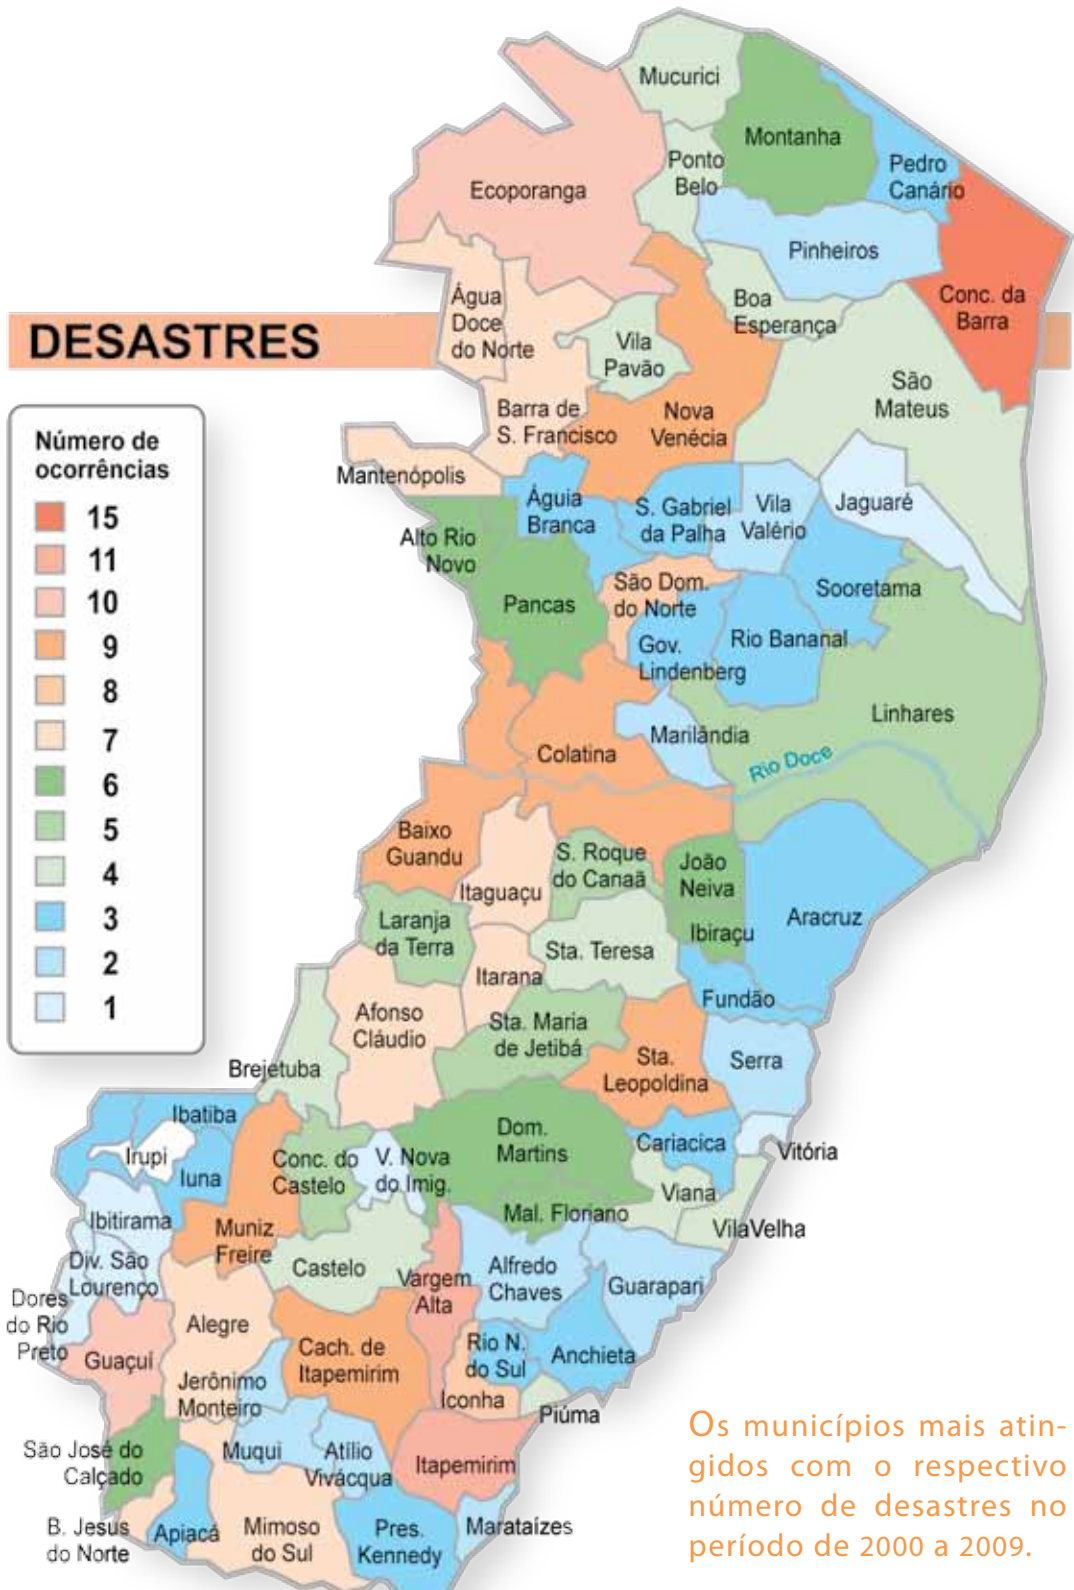 Mucurici
Montanha
Pedro
Canário
Ponto
Belo
Ecoporanga
Pinheiros
Conc. da
Barra
Água
Doce
do Norte
Boa
Esperança
DESASTRES
Vila
Pavão
São
Mateus
Barra de
S. Francisco
Nova
Venécia
Número de
ocorrências
15
11
10
9
8
7
6
5
4
3
2
1
Mantenópolis
Águia
Branca
S. Gabriel
da Palha
Vila
Valério
Jaguaré
Alto Rio
Novo
Pancas
São Dom.
do Norte
Sooretama
Gov.
Lindenberg
Rio Bananal
Linhares
Marilândia
Colatina
Rio Doce
Baixo
Guandu
Itaguaçu
S. Roque
do Canaã
João
Neiva
Ibiraçu
Aracruz
Laranja
da Terra
Sta. Teresa
Itarana
Fundão
Afonso
Cláudio
Sta. Maria
de Jetibá
Sta.
Leopoldina
Serra
Brejetuba
Ibatiba
Irupi
Iuna
Conc. do
Castelo
V. Nova
do Imig.
Dom.
Martins
Cariacica
Vitória
Viana
Mal. Floriano
VilaVelha
Ibitirama
Muniz
Freire
Div. São
Lourenço
Castelo
Vargem
Alta
Alfredo
Chaves
Guarapari
Dores
do Rio
Preto
Guaçuí
Alegre
Cach. de
Itapemirim
Rio N.
do Sul
Anchieta
Jerônimo
Monteiro
Iconha
Piúma
São José do
Calçado
Muqui
Atílio
Vivácqua
Itapemirim
B. Jesus
do Norte
Apiacá
Mimoso
do Sul
Pres.
Kennedy
Marataízes
Os municípios mais atin-
gidos com o respectivo
número de desastres no
período de 2000 a 2009.